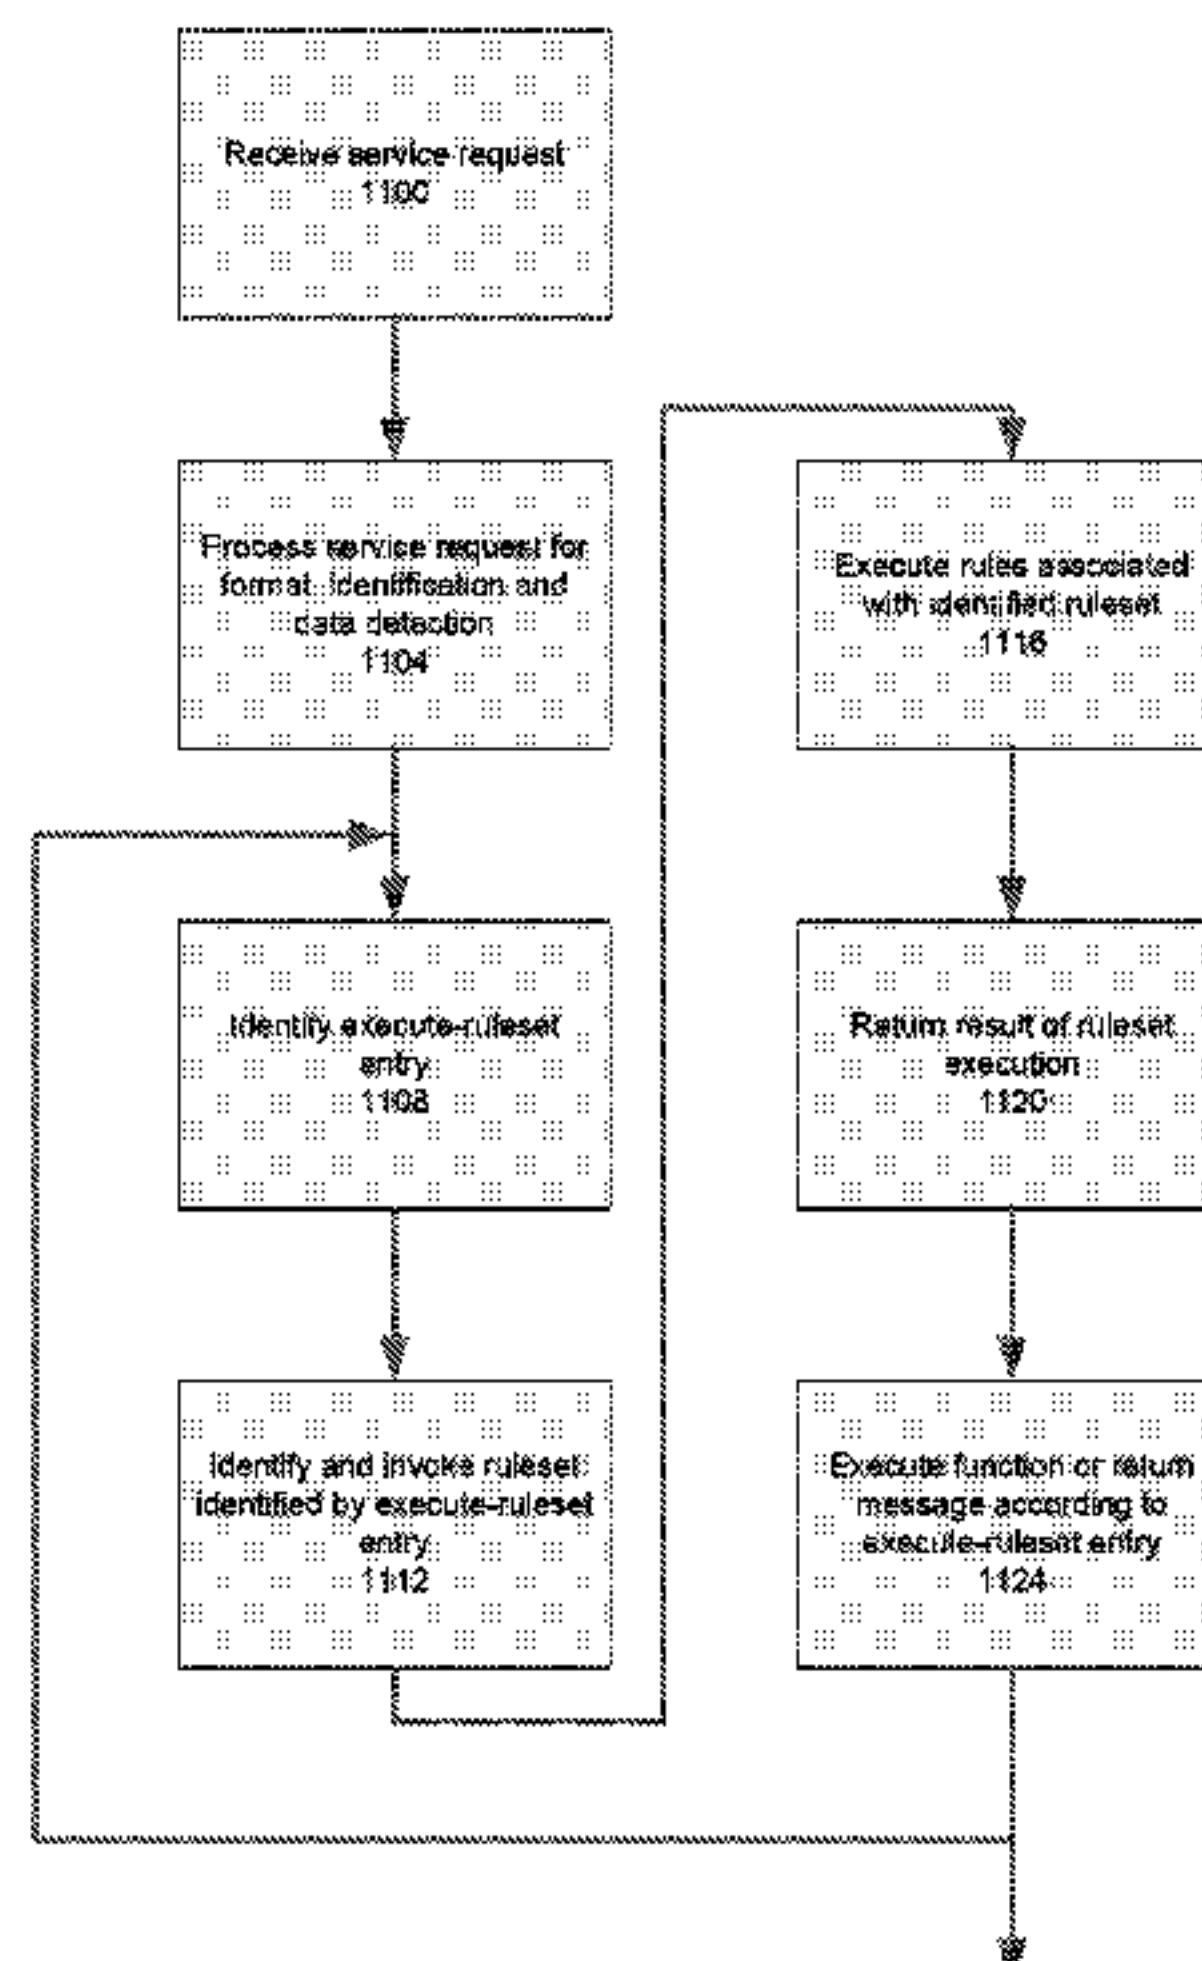 Receive service request
1100
Process service request for
format identification and
data detection
1104
Identify execute-ruleset
entry
1108
Identify and invoke ruleset
identified by execute-ruleset
entry
1112
Execute rules associated
with identified ruleset
1116
Return result of ruleset
execution
1120
Execute function or return
message according to
execute-ruleset entry
1124